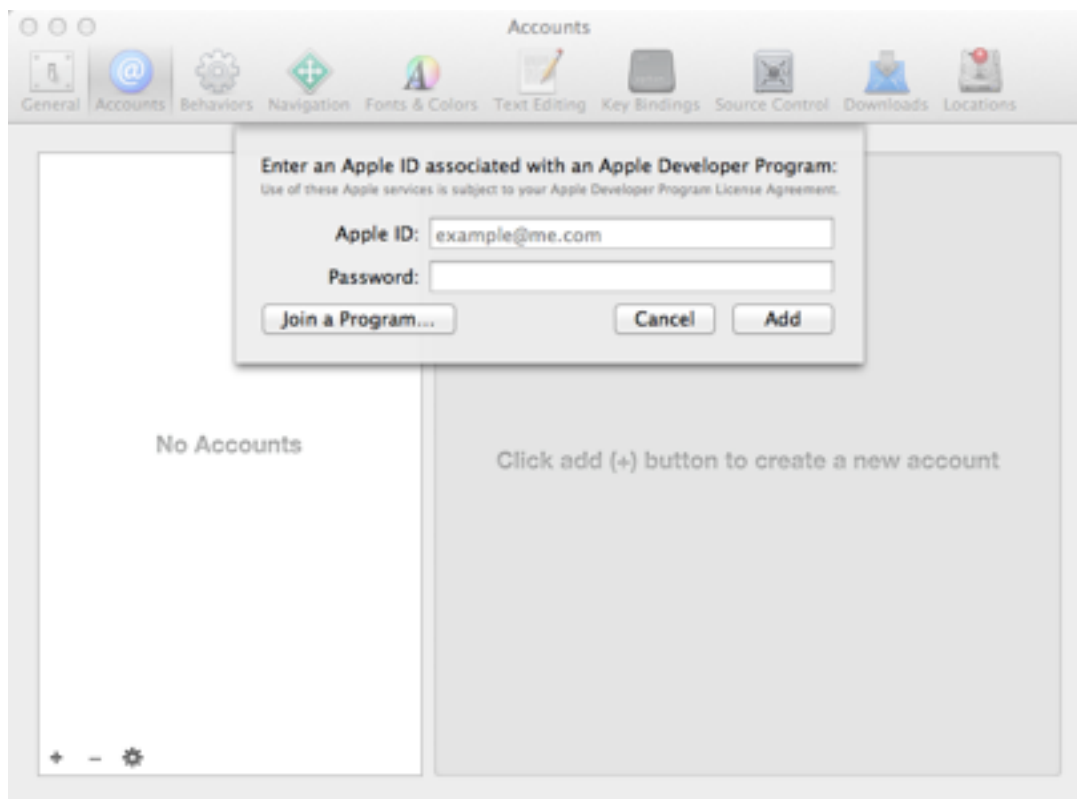 Accounts
General Accounts Behaviors Navigation Fonts & Colors Text Editing Key Bindings Source Control Downloads Locations
Enter an Apple ID associated with an Apple Developer Program:
Use of these Apple services is subject to your Apple Developer Program License Agreement.
Apple ID: example@me.com
Password:
Join a Program... Cancel Add
No Accounts
Click add (+) button to create a new account